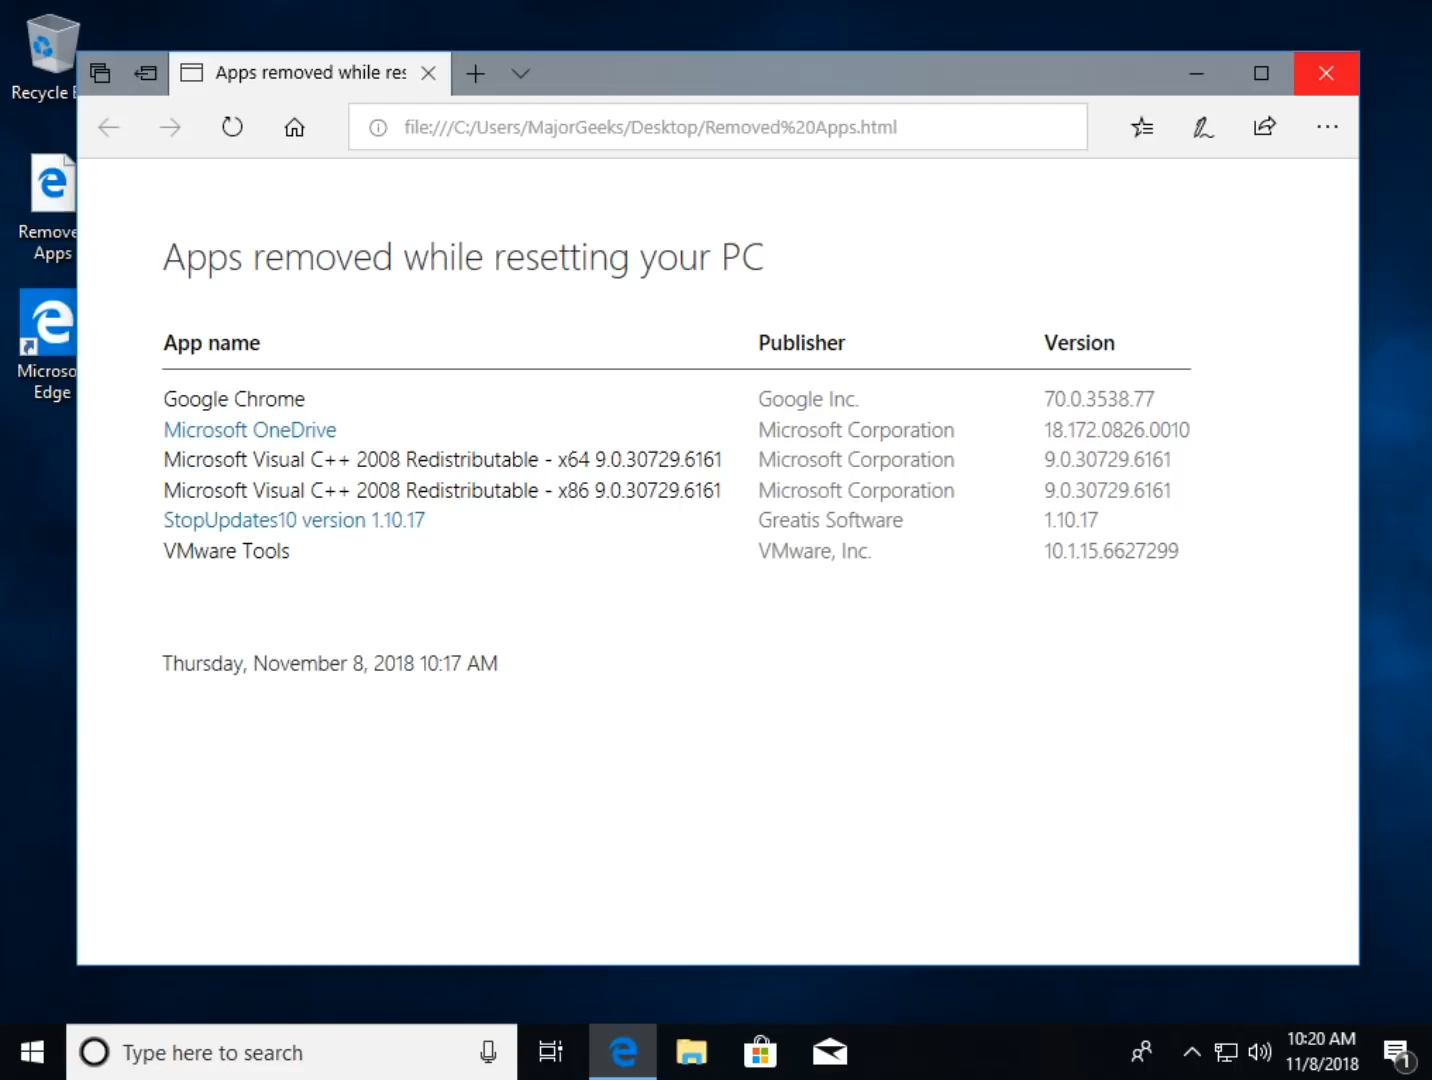 Recycle
Apps removed while res
file:///C:/Users/MajorGeeks/Desktop/Removed%20Apps.html
Remove
Apps
Microso
Edge
Apps removed while resetting your PC
App name Publisher Version
Google Chrome Google Inc. 70.0.3538.77
Microsoft OneDrive Microsoft Corporation 18.172.0826.0010
Microsoft Visual C++ 2008 Redistributable - x64 9.0.30729.6161 Microsoft Corporation 9.0.30729.6161
Microsoft Visual C++ 2008 Redistributable - x86 9.0.30729.6161 Microsoft Corporation 9.0.30729.6161
StopUpdates10 version 1.10.17 Greatis Software 1.10.17
VMware Tools VMware, Inc. 10.1.15.6627299
Thursday, November 8, 2018 10:17 AM
Type here to search
10:20 AM
11/8/2018
1